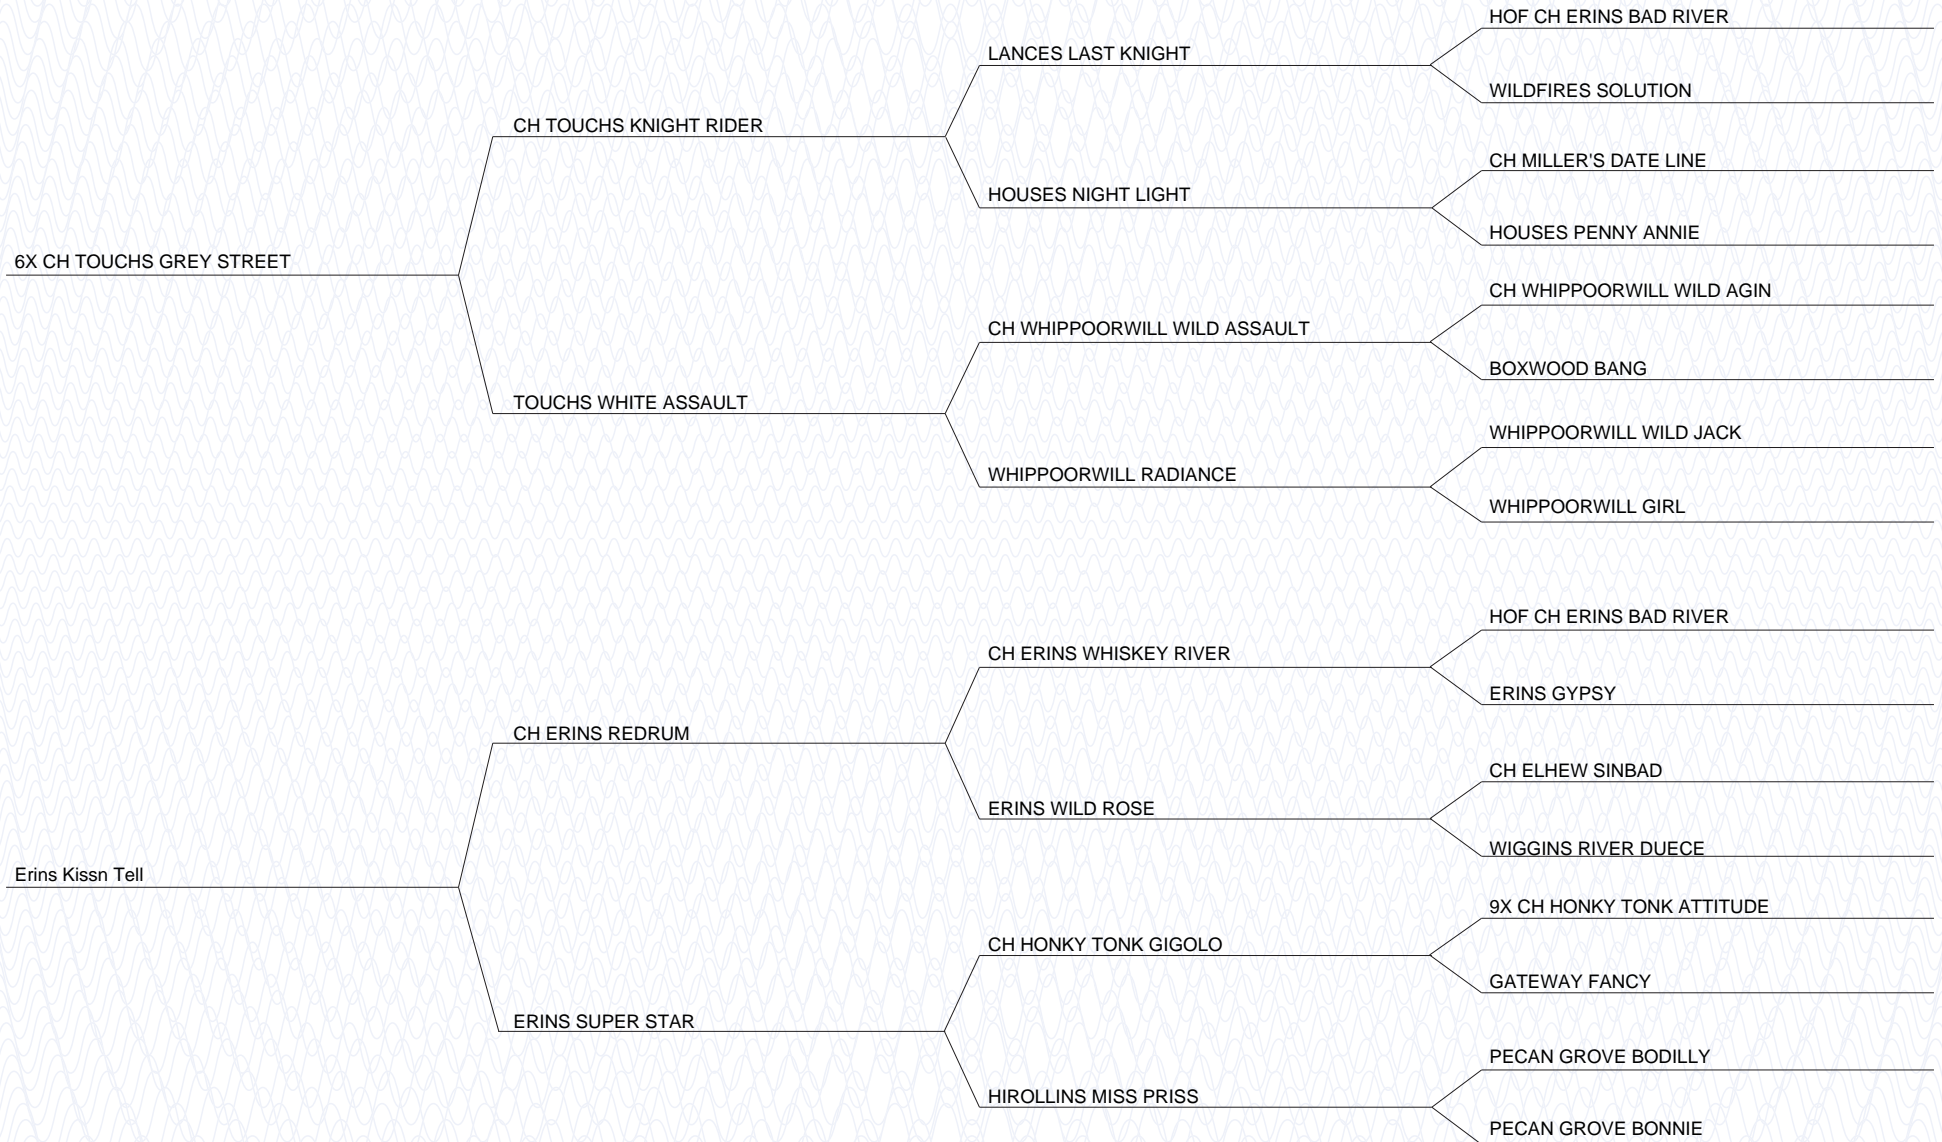 HOF CH ERINS BAD RIVER
LANCES LAST KNIGHT
WILDFIRES SOLUTION
CH TOUCHS KNIGHT RIDER
CH MILLER'S DATE LINE
HOUSES NIGHT LIGHT
HOUSES PENNY ANNIE
6X CH TOUCHS GREY STREET
CH WHIPPOORWILL WILD AGIN
CH WHIPPOORWILL WILD ASSAULT
BOXWOOD BANG
TOUCHS WHITE ASSAULT
WHIPPOORWILL WILD JACK
WHIPPOORWILL RADIANCE
WHIPPOORWILL GIRL
HOF CH ERINS BAD RIVER
CH ERINS WHISKEY RIVER
ERINS GYPSY
CH ERINS REDRUM
CH ELHEW SINBAD
ERINS WILD ROSE
WIGGINS RIVER DUECE
Erins Kissn Tell
9X CH HONKY TONK ATTITUDE
CH HONKY TONK GIGOLO
GATEWAY FANCY
ERINS SUPER STAR
PECAN GROVE BODILLY
HIROLLINS MISS PRISS
PECAN GROVE BONNIE